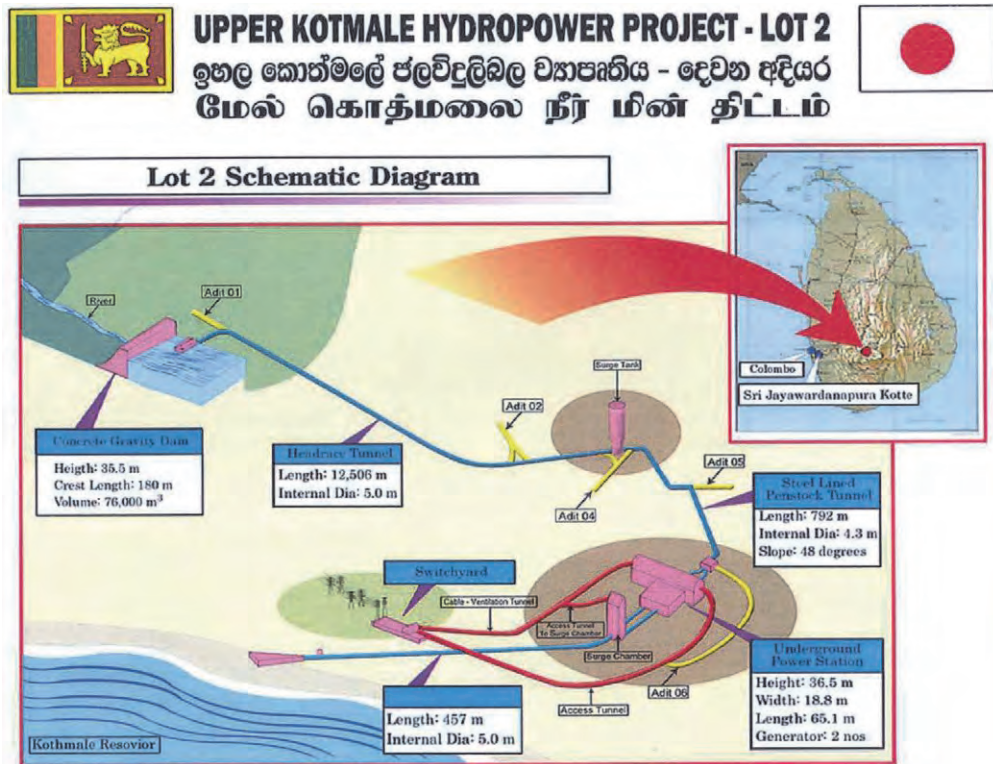 UPPER KOTMALE HYDROPOWER PROJECT - LOT 2
ඉහල කොත්මලේ ජලවිදුලිබල ව්‍යාපෘතිය - දෙවන අදියර
மேல் கொத்மலை நீர் மின் திட்டம்
Lot 2 Schematic Diagram
Colombo
Sri Jayawardanapura Kotte
River
Adit 01
Surge Tank
Adit 02
Adit 04
Adit 05
Concrete Gravity Dam
Heigth: 35.5 m
Crest Length: 180 m
Volume: 76,000 m³
Headrace Tunnel
Length: 12,506 m
Internal Dia: 5.0 m
Steel Lined
Penstock Tunnel
Length: 792 m
Internal Dia: 4.3 m
Slope: 48 degrees
Switchyard
Cable - Ventilation Tunnel
Access Tunnel
To Surge Chamber
Surge Chamber
Adit 06
Access Tunnel
Underground
Power Station
Height: 36.5 m
Width: 18.8 m
Length: 65.1 m
Generator: 2 nos
Length: 457 m
Internal Dia: 5.0 m
Kothmale Resovior